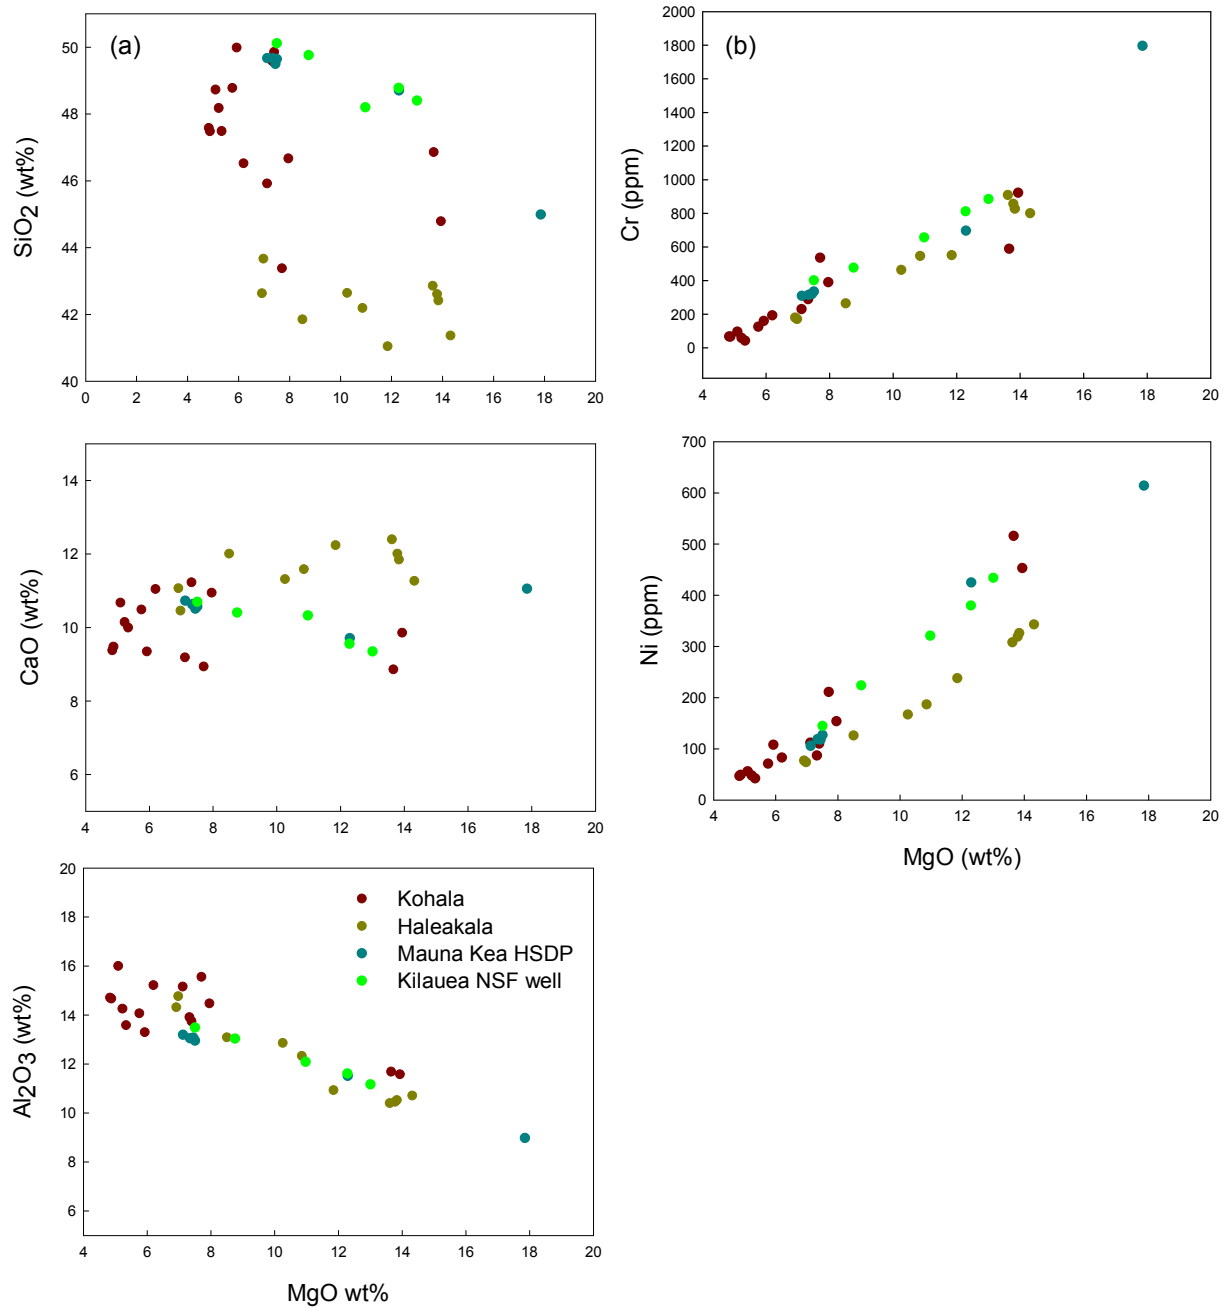 (a)
50
48
46
44
42
40
SiO2 (wt%)
0 2 4 6 8 10 12 14 16 18 20
(b)
2000
1800
1600
1400
1200
1000
800
600
400
200
0
Cr (ppm)
4 6 8 10 12 14 16 18 20
14
12
10
8
6
CaO (wt%)
4 6 8 10 12 14 16 18 20
700
600
500
400
300
200
100
0
Ni (ppm)
4 6 8 10 12 14 16 18 20
MgO (wt%)
20
18
16
14
12
10
8
6
Al2O3 (wt%)
Kohala
Haleakala
Mauna Kea HSDP
Kilauea NSF well
4 6 8 10 12 14 16 18 20
MgO wt%